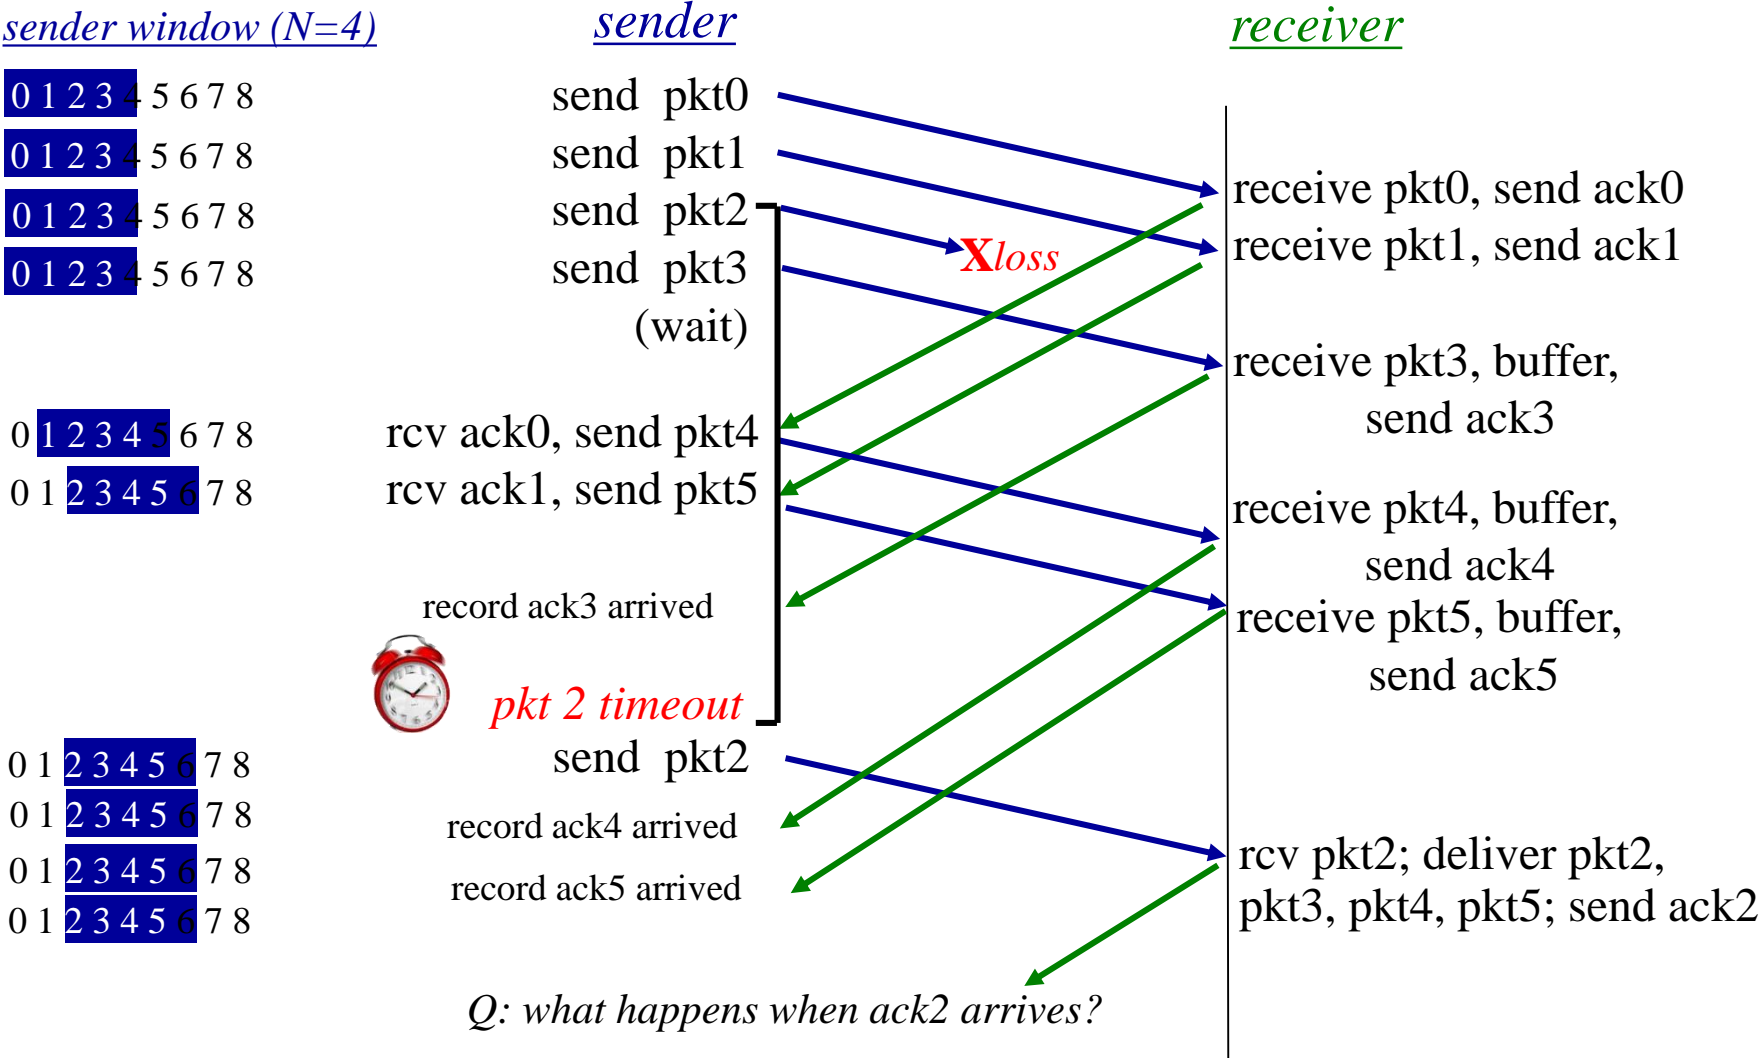 sender window (N=4) sender receiver
0 1 2 3 4 5 6 7 8 send pkt0
0 1 2 3 4 5 6 7 8 send pkt1
receive pkt0, send ack0
0 1 2 3 4 5 6 7 8 send pkt2
receive pkt1, send ack1
Xloss
0 1 2 3 4 5 6 7 8 send pkt3
(wait)
receive pkt3, buffer,
send ack3
0 1 2 3 4 5 6 7 8 rcv ack0, send pkt4
0 1 2 3 4 5 6 7 8 rcv ack1, send pkt5
receive pkt4, buffer,
send ack4
record ack3 arrived
receive pkt5, buffer,
send ack5
pkt 2 timeout
0 1 2 3 4 5 6 7 8 send pkt2
0 1 2 3 4 5 6 7 8 record ack4 arrived
rcv pkt2; deliver pkt2,
0 1 2 3 4 5 6 7 8 record ack5 arrived
pkt3, pkt4, pkt5; send ack2
0 1 2 3 4 5 6 7 8
Q: what happens when ack2 arrives?